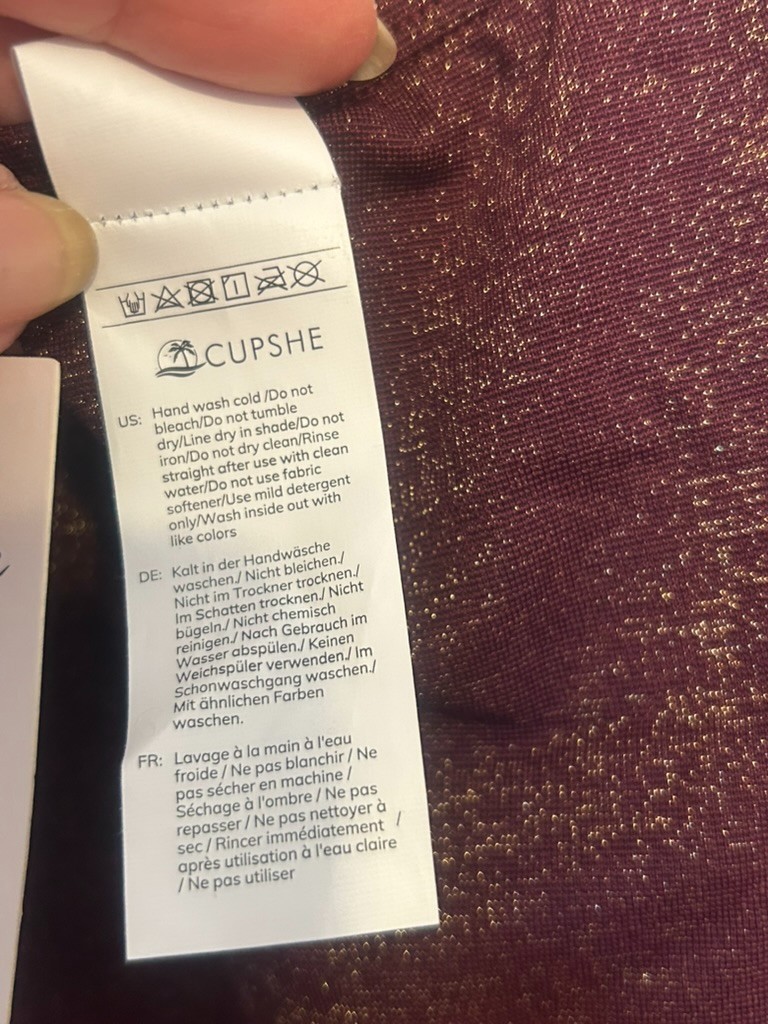 CUPSHE
US: Hand wash cold /Do not
bleach/Do not tumble
dry/Line dry in shade/Do not
iron/Do not dry clean/Rinse
straight after use with clean
water/Do not use fabric
softener/Use mild detergent
only/Wash inside out with
like colors
DE: Kalt in der Handwäsche
waschen./ Nicht bleichen./
Nicht im Trockner trocknen./
Im Schatten trocknen./ Nicht
bügeln./ Nicht chemisch
reinigen./ Nach Gebrauch im
Wasser abspülen./ Keinen
Weichspüler verwenden./ Im
Schonwaschgang waschen./
Mit ähnlichen Farben
waschen.
FR: Lavage à la main à l'eau
froide / Ne pas blanchir / Ne
pas sécher en machine /
Séchage à l'ombre / Ne pas
repasser / Ne pas nettoyer à
sec / Rincer immédiatement /
après utilisation à l'eau claire
/ Ne pas utiliser